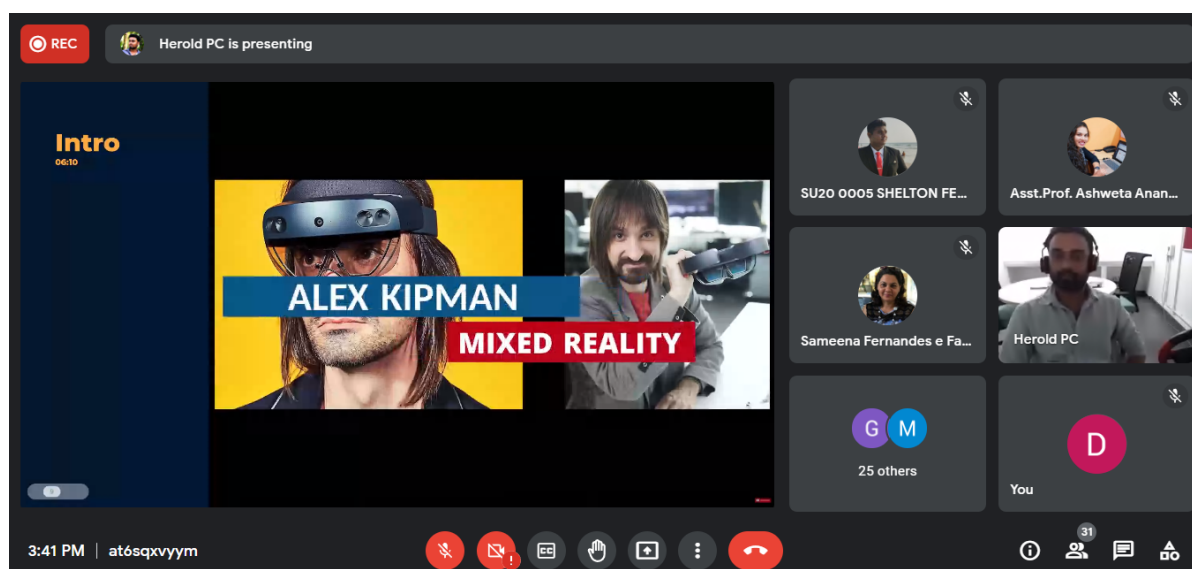 REC
Herold PC is presenting
Intro
06:10
ALEX KIPMAN
MIXED REALITY
SU20 0005 SHELTON FE...
Asst.Prof. Ashweta Anan...
Sameena Fernandes e Fa...
Herold PC
G M
25 others
D
You
3:41 PM | at6sqxvyym
CC
31